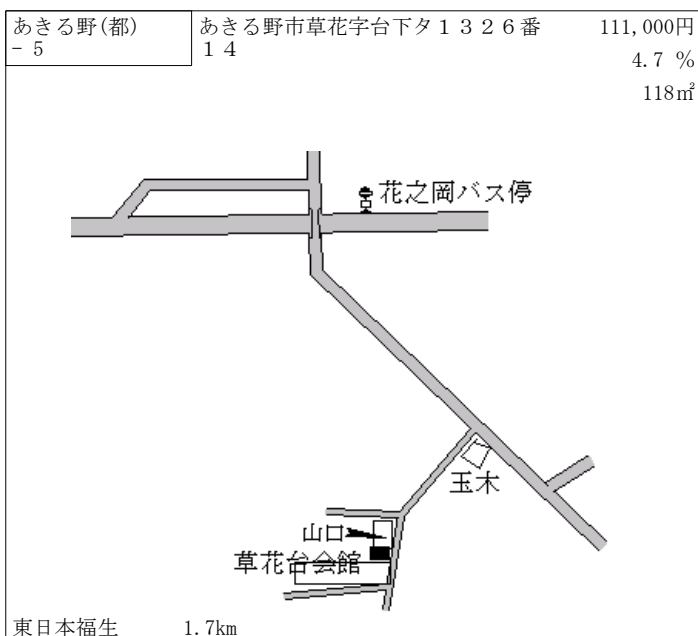 あきる野(都)
－５
あきる野市草花字台下タ１３２６番
１４
111,000円
4.7 ％
118㎡
花之岡バス停
玉木
山口
草花台会館
東日本福生 1.7km